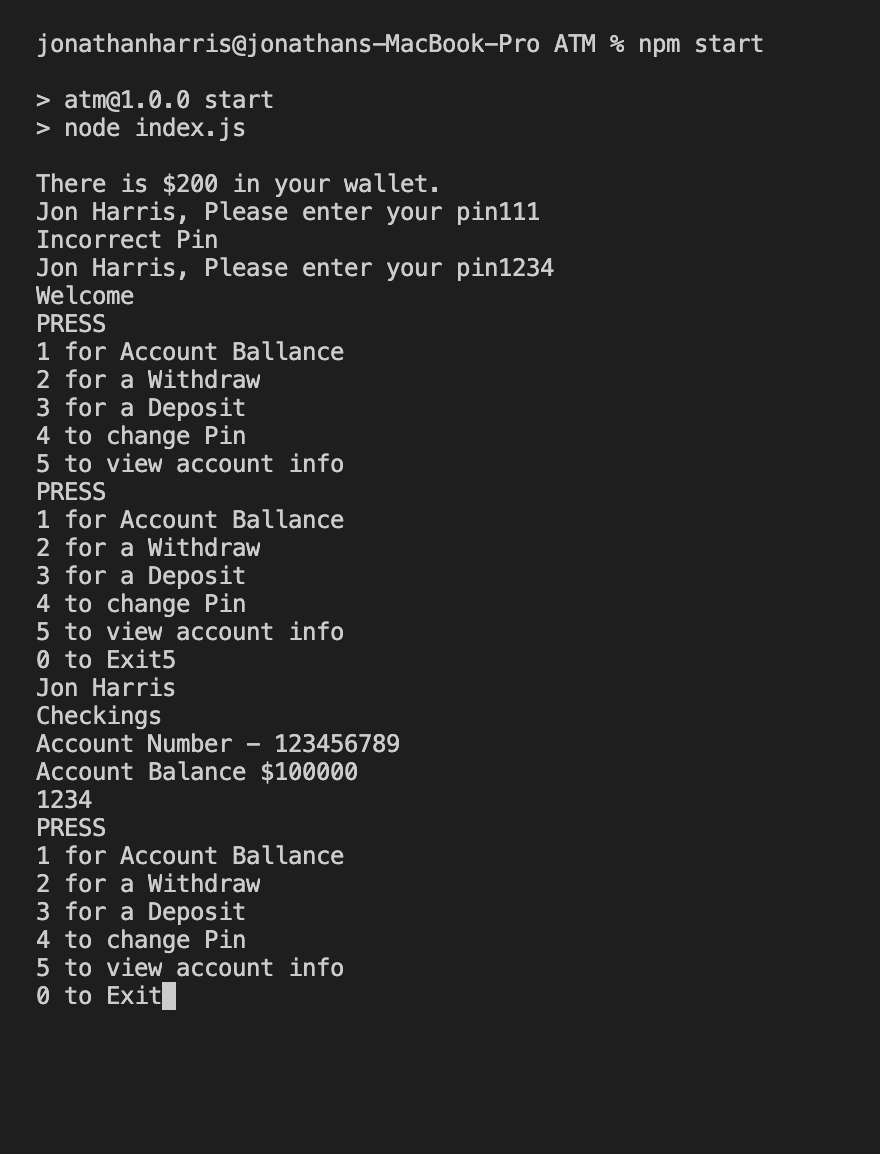 jonathanharris@jonathans-MacBook-Pro ATM % npm start
> atm@1.0.0 start
> node index.js
There is $200 in your wallet.
Jon Harris, Please enter your pin111
Incorrect Pin
Jon Harris, Please enter your pin1234
Welcome
PRESS
1 for Account Ballance
2 for a Withdraw
3 for a Deposit
4 to change Pin
5 to view account info
PRESS
1 for Account Ballance
2 for a Withdraw
3 for a Deposit
4 to change Pin
5 to view account info
0 to Exit5
Jon Harris
Checkings
Account Number - 123456789
Account Balance $100000
1234
PRESS
1 for Account Ballance
2 for a Withdraw
3 for a Deposit
4 to change Pin
5 to view account info
0 to Exit